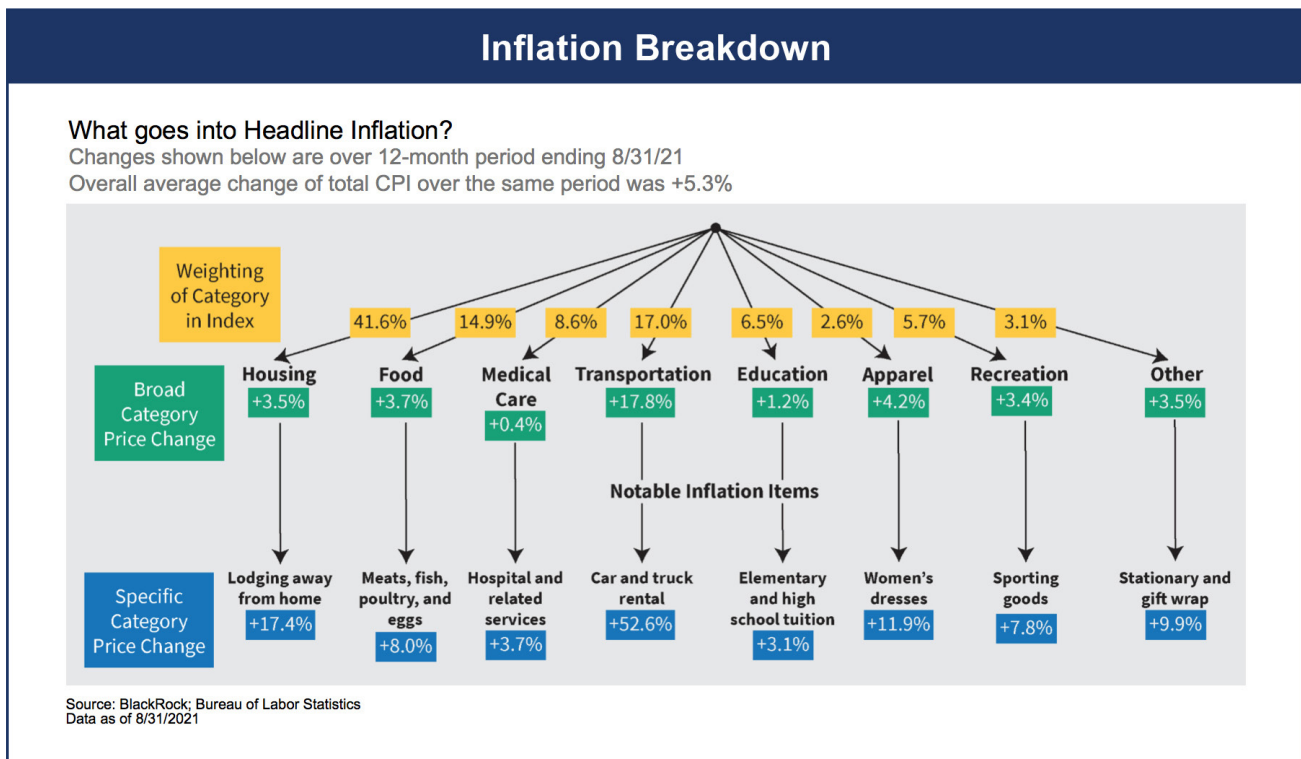 Inflation Breakdown
What goes into Headline Inflation?
Changes shown below are over 12-month period ending 8/31/21
Overall average change of total CPI over the same period was +5.3%
Weighting
of Category
in Index
41.6%
14.9%
8.6%
17.0%
6.5%
2.6%
5.7%
3.1%
Broad
Category
Price Change
Housing
+3.5%
Food
+3.7%
Medical
Care
+0.4%
Transportation
+17.8%
Education
+1.2%
Apparel
+4.2%
Recreation
+3.4%
Other
+3.5%
Notable Inflation Items
Specific
Category
Price Change
Lodging away
from home
+17.4%
Meats, fish,
poultry, and
eggs
+8.0%
Hospital and
related
services
+3.7%
Car and truck
rental
+52.6%
Elementary
and high
school tuition
+3.1%
Women's
dresses
+11.9%
Sporting
goods
+7.8%
Stationary and
gift wrap
+9.9%
Source: BlackRock; Bureau of Labor Statistics
Data as of 8/31/2021